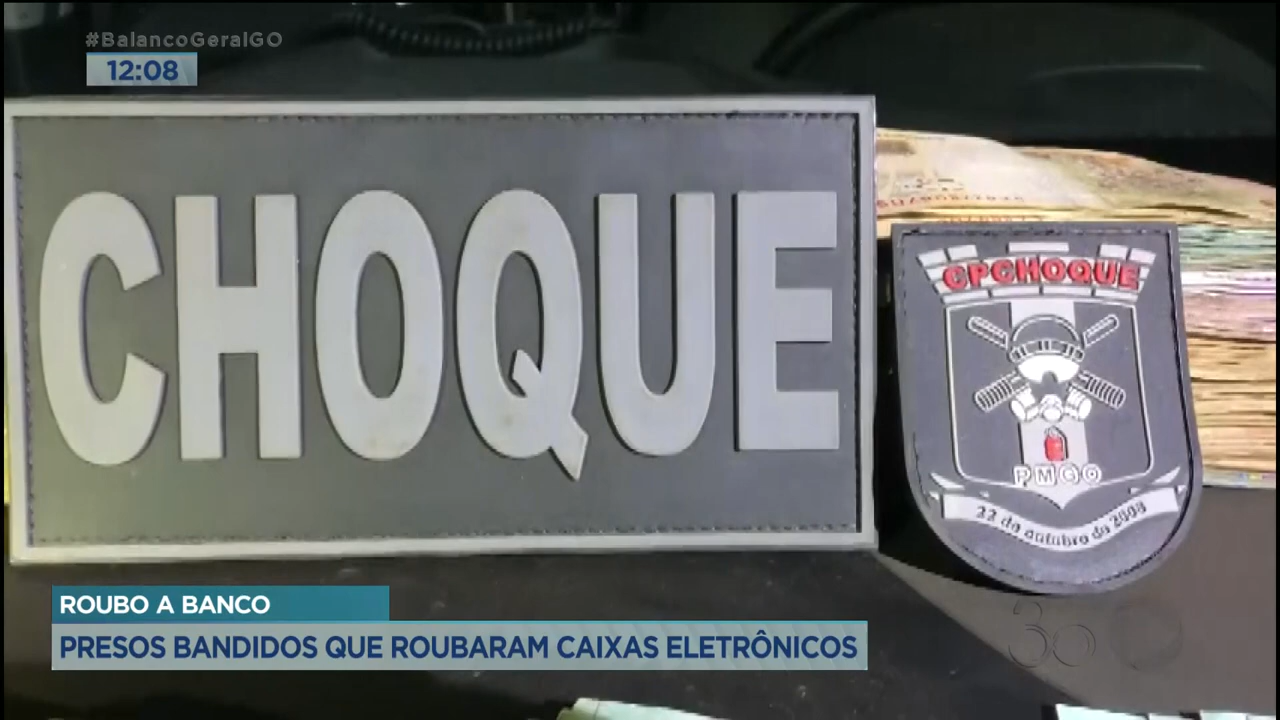 #BalancoGeralGO
12:08
CHOQUE
CPCHOQUE
PMGO
22 de outubro de 2008
ROUBO A BANCO
PRESOS BANDIDOS QUE ROUBARAM CAIXAS ELETRÔNICOS